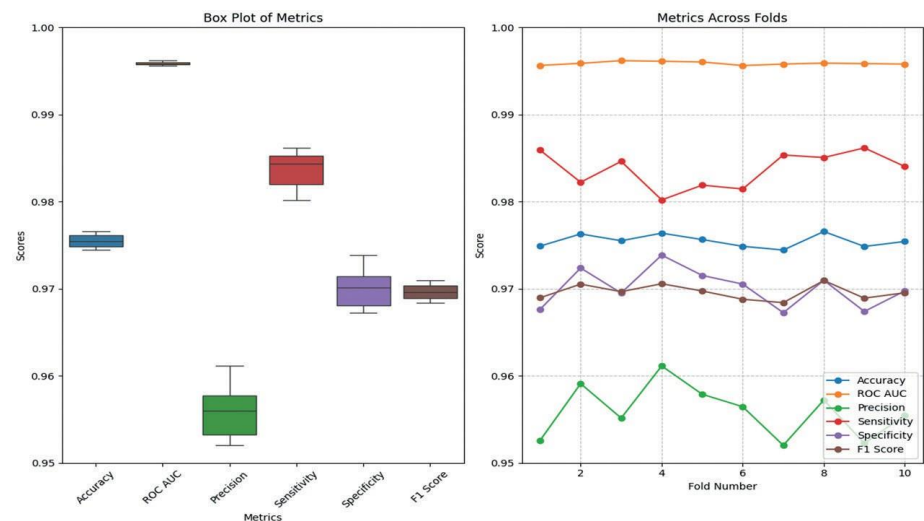 Box Plot of Metrics
1.00
0.99
0.98
0.97
0.96
0.95
Scores
Accuracy
ROC AUC
Precision
Sensitivity
Specificity
F1 Score
Metrics
Metrics Across Folds
1.00
0.99
0.98
0.97
0.96
0.95
Score
2
4
6
8
10
Fold Number
Accuracy
ROC AUC
Precision
Sensitivity
Specificity
F1 Score